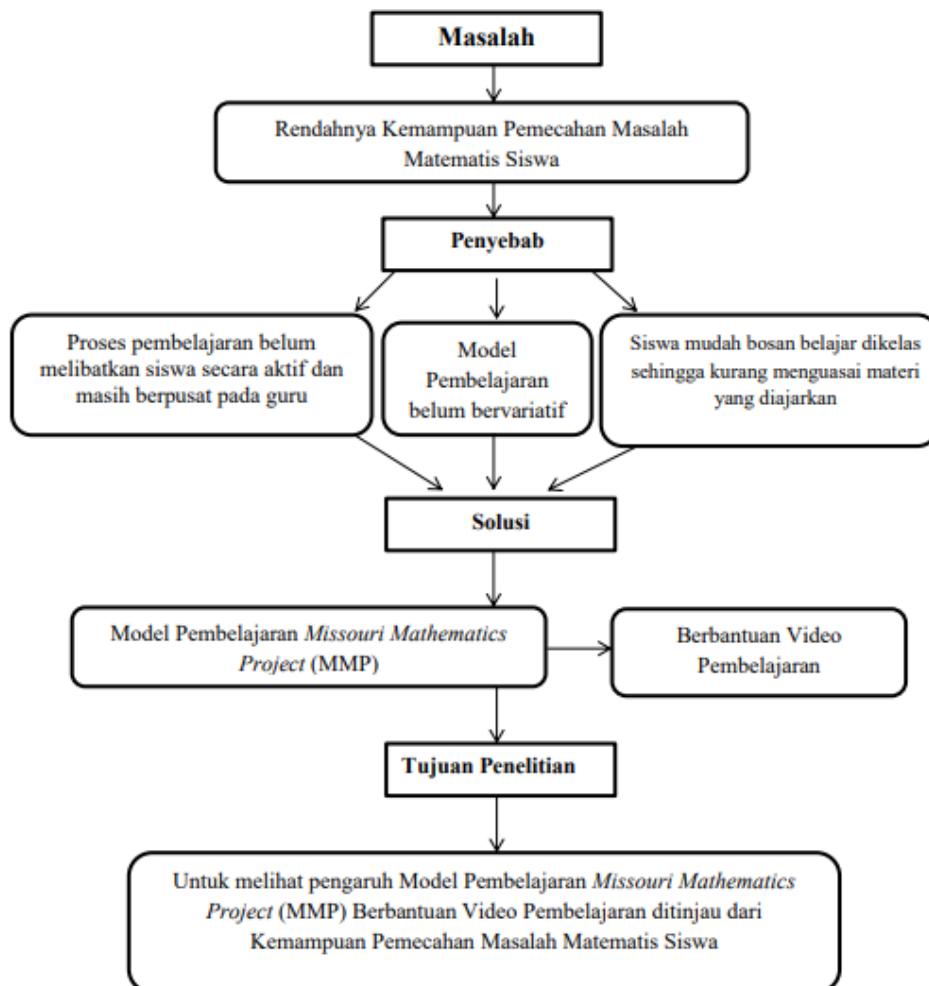 Masalah
Rendahnya Kemampuan Pemecahan Masalah
Matematis Siswa
Penyebab
Proses pembelajaran belum
melibatkan siswa secara aktif dan
masih berpusat pada guru
Model
Pembelajaran
belum bervariatif
Siswa mudah bosan belajar dikelas
sehingga kurang menguasai materi
yang diajarkan
Solusi
Model Pembelajaran Missouri Mathematics
Project (MMP)
Berbantuan Video
Pembelajaran
Tujuan Penelitian
Untuk melihat pengaruh Model Pembelajaran Missouri Mathematics
Project (MMP) Berbantuan Video Pembelajaran ditinjau dari
Kemampuan Pemecahan Masalah Matematis Siswa